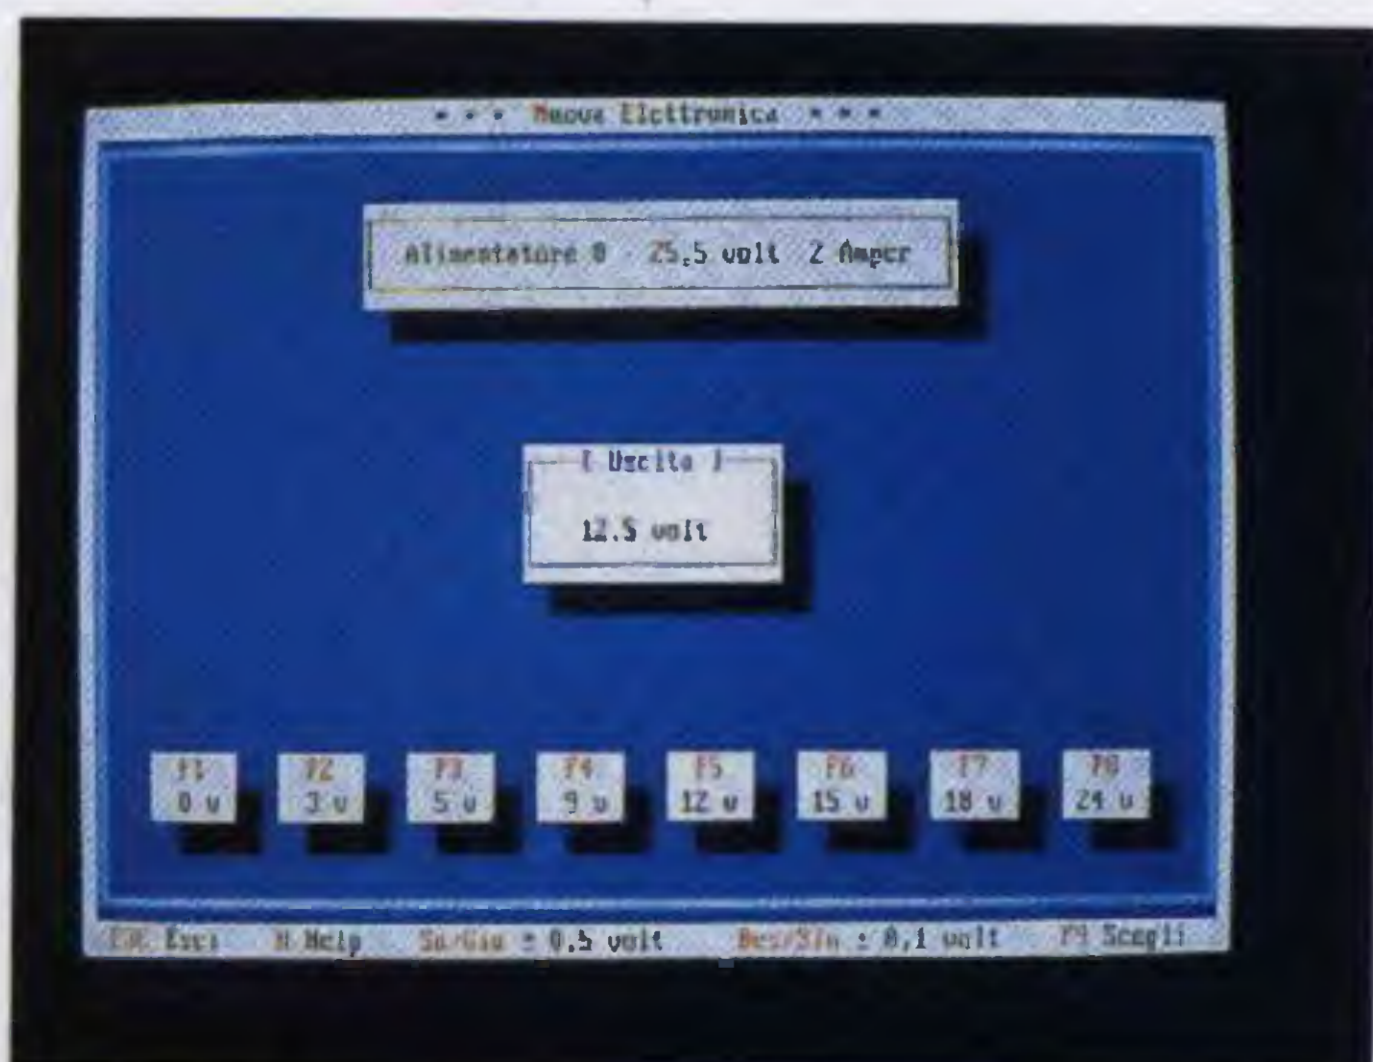 * * * Nuova Elettronica * * *
Alimentatore 0 - 25,5 volt 2 Amper
[ Uscita ]
12.5 volt
F1 F2 F3 F4 F5 F6 F7 F8
0 v 3 v 5 v 9 v 12 v 15 v 18 v 24 v
ESC Esci H Help Su/Giu ± 0.5 volt Des/Sin ± 0,1 volt F9 Scegli